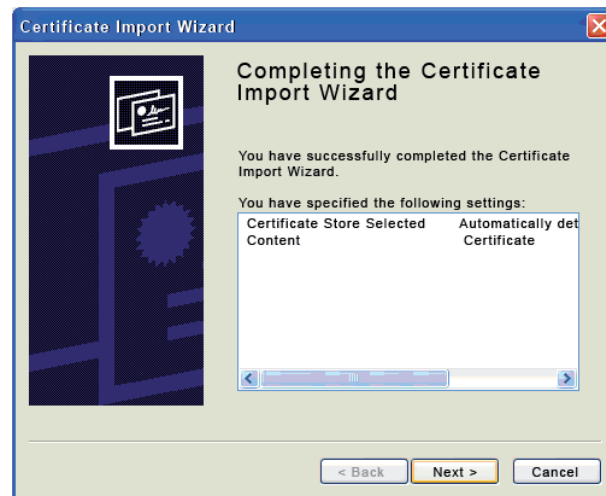 Certificate Import Wizard
Completing the Certificate
Import Wizard
You have successfully completed the Certificate
Import Wizard.
You have specified the following settings:
Certificate Store Selected Automatically det
Content Certificate
< Back Next > Cancel